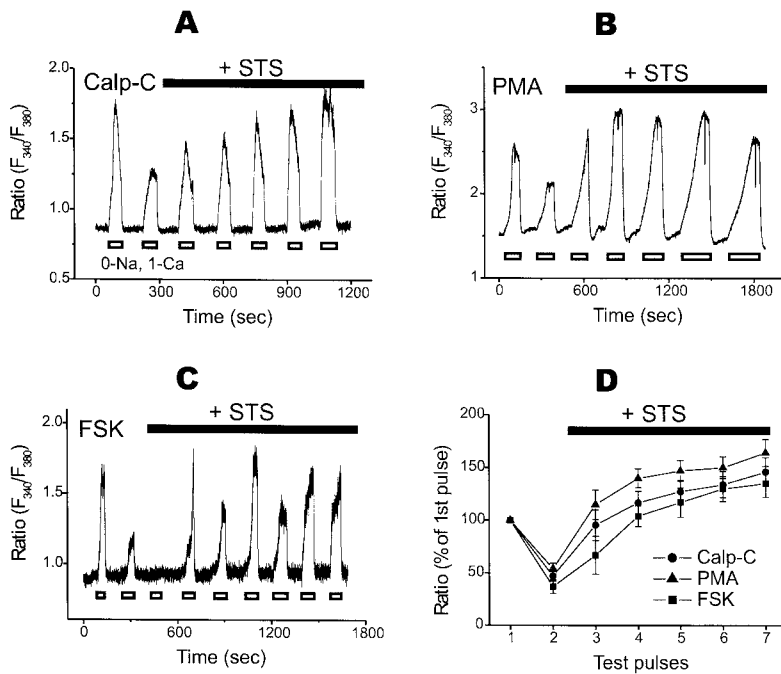 A
+ STS
Calp-C
2.0
1.5
1.0
0.5
Ratio (F340/F380)
0-Na, 1-Ca
0 300 600 900 1200
Time (sec)
B
+ STS
PMA
3
2
1
Ratio (F340/F380)
0 600 1200 1800
Time (sec)
C
+ STS
FSK
2.0
1.5
1.0
Ratio (F340/F380)
0 600 1200 1800
Time (sec)
D
+ STS
200
150
100
50
0
Ratio (% of 1st pulse)
Calp-C
PMA
FSK
1 2 3 4 5 6 7
Test pulses